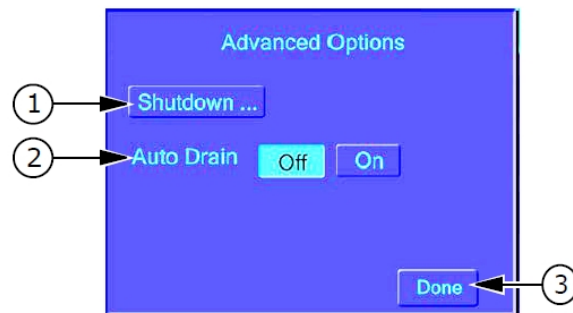 Advanced Options
1 Shutdown ...
2 Auto Drain Off On
Done 3